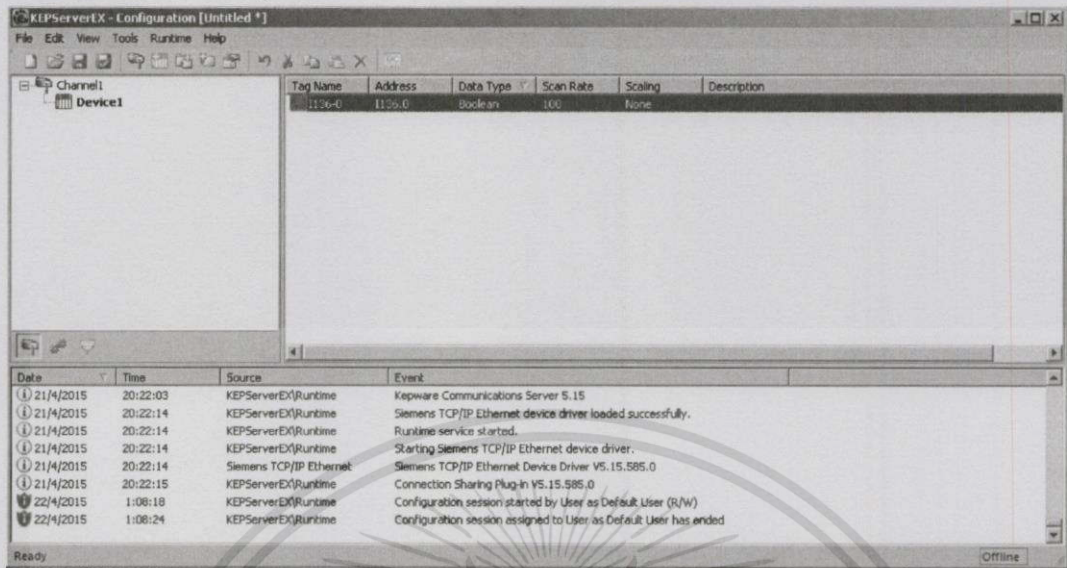 KEPServerEX - Configuration [Untitled *]
File Edit View Tools Runtime Help
Channel1
Device1
Tag Name Address Data Type Scan Rate Scaling Description
I136-0 I136.0 Boolean 100 None
Date Time Source Event
21/4/2015 20:22:03 KEPServerEX\Runtime Kepware Communications Server 5.15
21/4/2015 20:22:14 KEPServerEX\Runtime Siemens TCP/IP Ethernet device driver loaded successfully.
21/4/2015 20:22:14 KEPServerEX\Runtime Runtime service started.
21/4/2015 20:22:14 KEPServerEX\Runtime Starting Siemens TCP/IP Ethernet device driver.
21/4/2015 20:22:14 Siemens TCP/IP Ethernet Siemens TCP/IP Ethernet Device Driver V5.15.585.0
21/4/2015 20:22:15 KEPServerEX\Runtime Connection Sharing Plug-in V5.15.585.0
22/4/2015 1:08:18 KEPServerEX\Runtime Configuration session started by User as Default User (R/W)
22/4/2015 1:08:24 KEPServerEX\Runtime Configuration session assigned to User as Default User has ended
Ready Offline